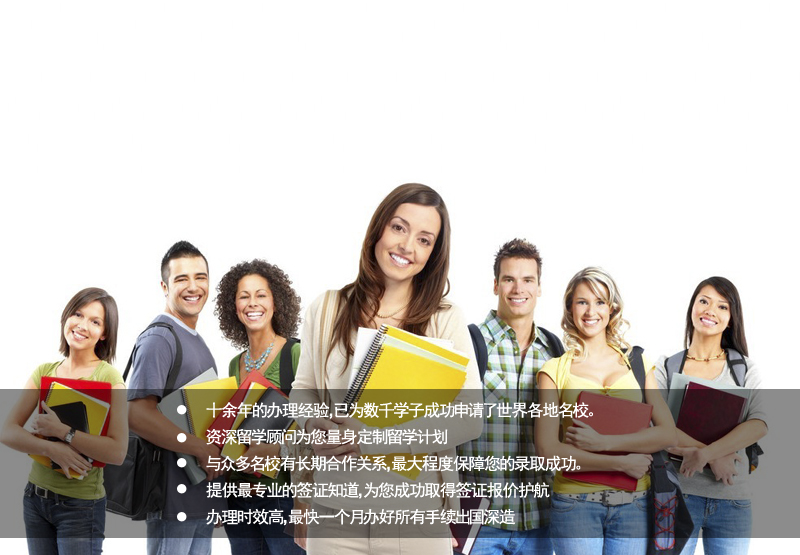 十余年的办理经验,已为数千学子成功申请了世界各地名校。
资深留学顾问为您量身定制留学计划
与众多名校有长期合作关系,最大程度保障您的录取成功。
提供最专业的签证知道,为您成功取得签证报价护航
办理时效高,最快一个月办好所有手续出国深造